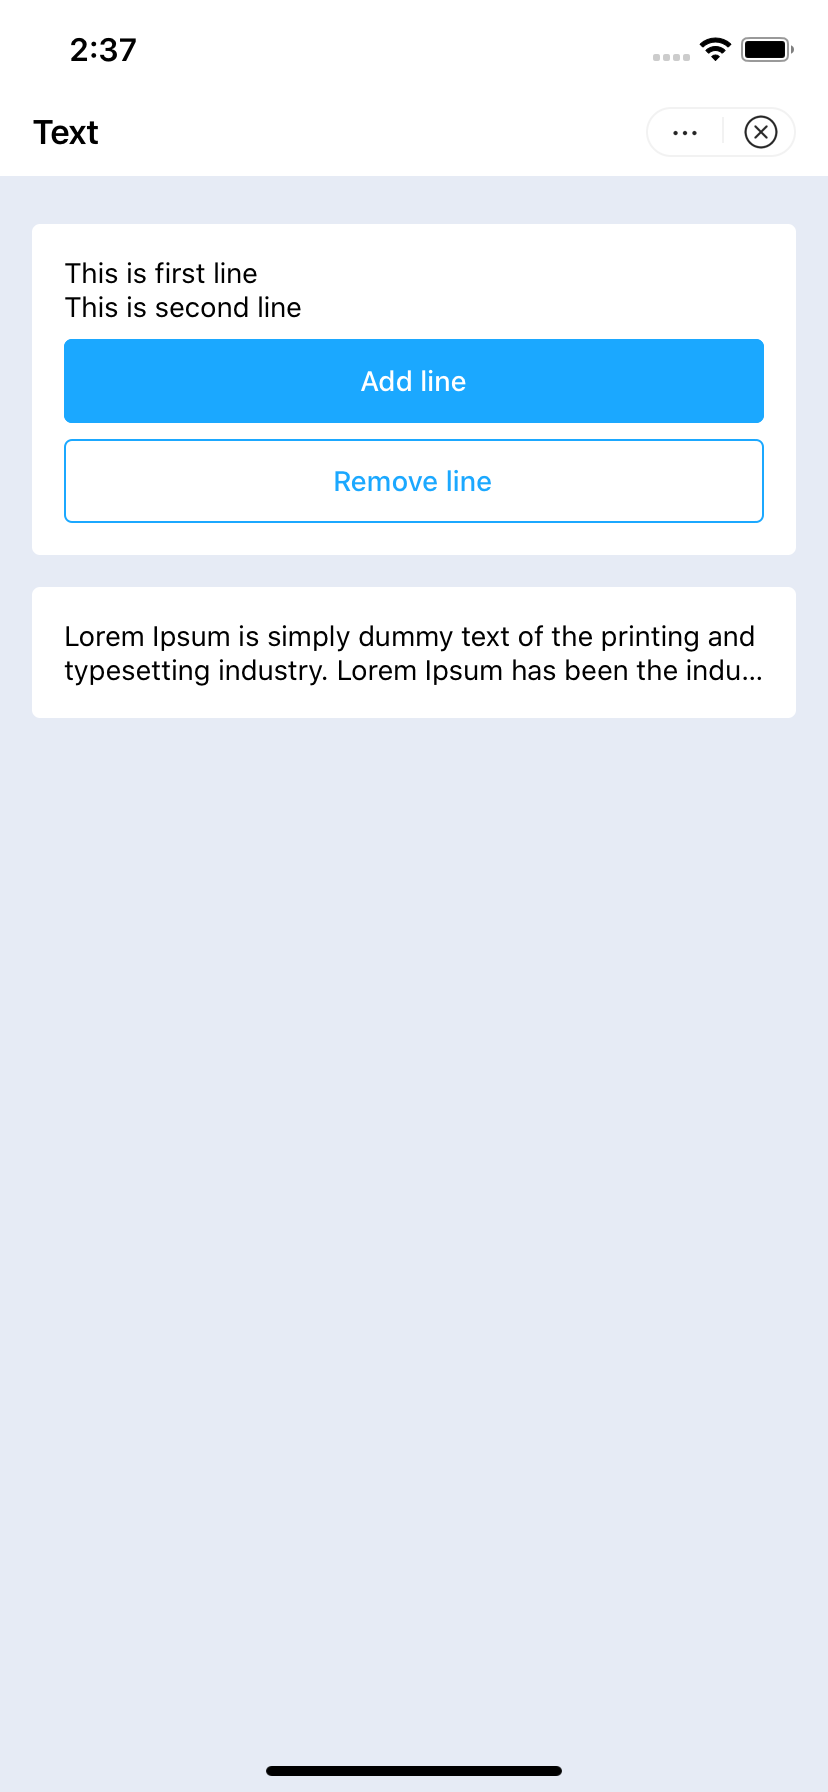 2:37
Text
This is first line
This is second line
Add line
Remove line
Lorem Ipsum is simply dummy text of the printing and
typesetting industry. Lorem Ipsum has been the indu...